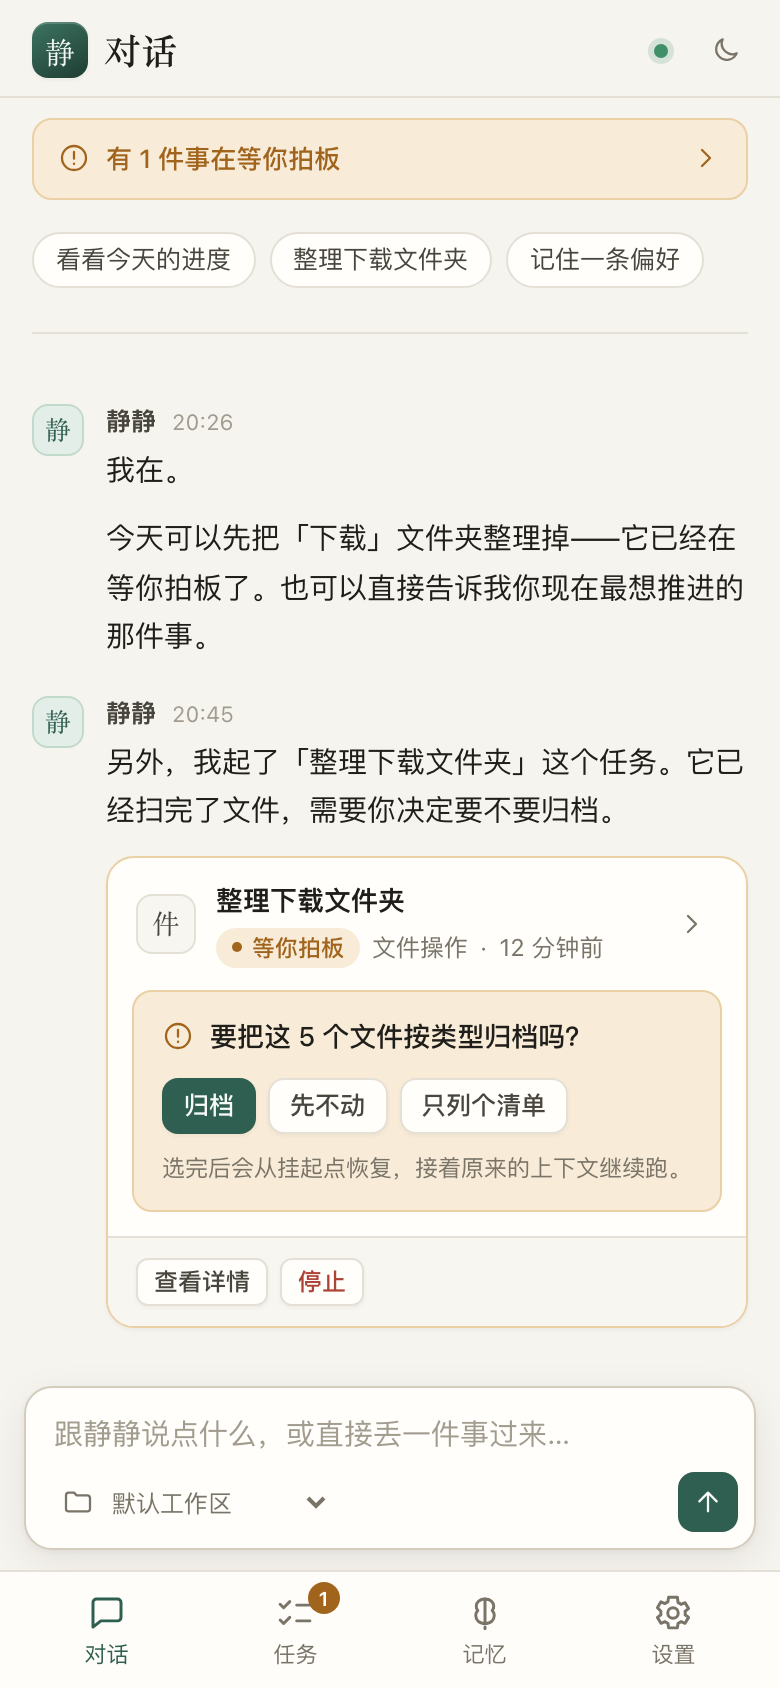 静 对话
有 1 件事在等你拍板
看看今天的进度 整理下载文件夹 记住一条偏好
静 静静 20:26
我在。
今天可以先把「下载」文件夹整理掉——它已经在
等你拍板了。也可以直接告诉我你现在最想推进的
那件事。
静 静静 20:45
另外，我起了「整理下载文件夹」这个任务。它已
经扫完了文件，需要你决定要不要归档。
件 整理下载文件夹
等你拍板 文件操作 · 12 分钟前
要把这 5 个文件按类型归档吗？
归档 先不动 只列个清单
选完后会从挂起点恢复，接着原来的上下文继续跑。
查看详情 停止
跟静静说点什么，或直接丢一件事过来…
默认工作区
1
对话 任务 记忆 设置